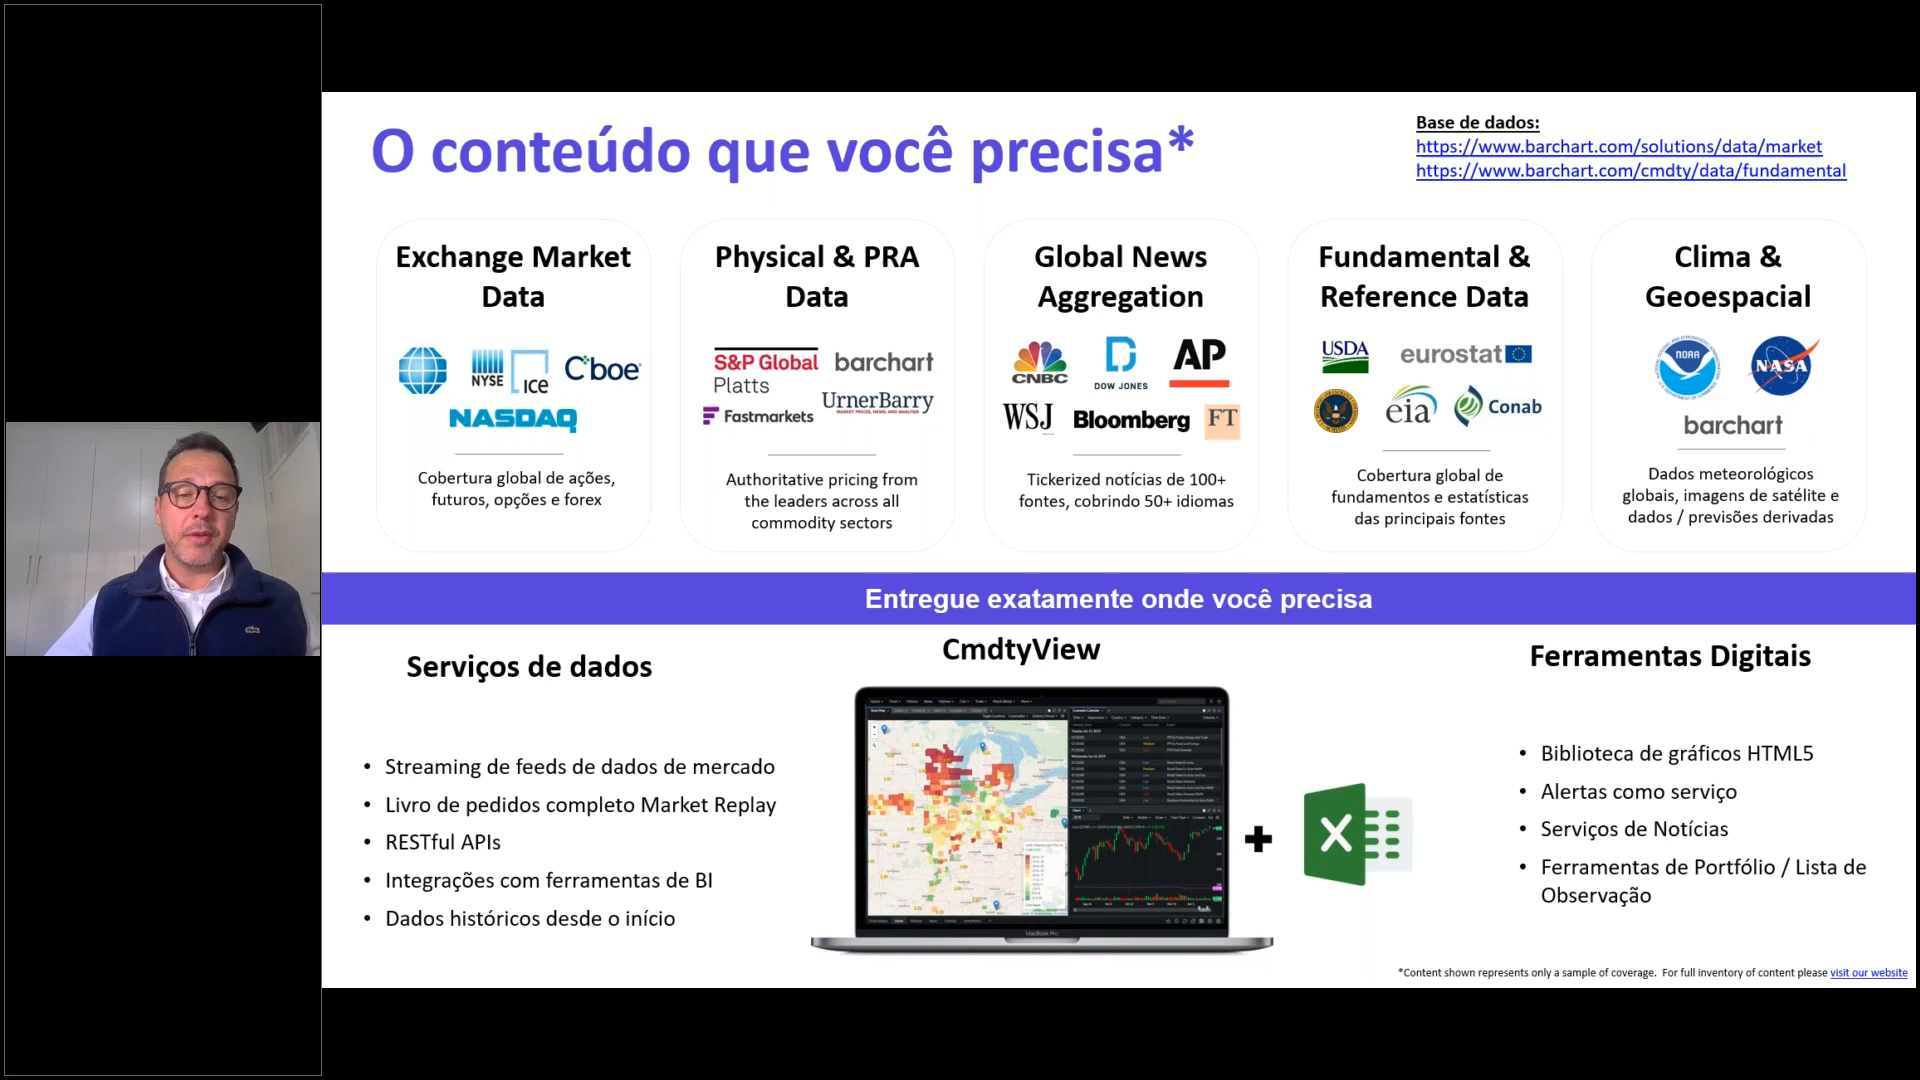 O conteúdo que você precisa*
Base de dados:
https://www.barchart.com/solutions/data/market
https://www.barchart.com/cmdty/data/fundamental
Exchange Market
Data
NYSE
ice
Cboe
NASDAQ
Cobertura global de ações,
futuros, opções e forex
Physical & PRA
Data
S&P Global
Platts
barchart
Fastmarkets
UrnerBarry
MARKET PRICES, NEWS, AND ANALYSIS
Authoritative pricing from
the leaders across all
commodity sectors
Global News
Aggregation
CNBC
DOW JONES
AP
WSJ
Bloomberg
FT
Tickerized notícias de 100+
fontes, cobrindo 50+ idiomas
Fundamental &
Reference Data
USDA
eurostat
eia
Conab
Cobertura global de
fundamentos e estatísticas
das principais fontes
Clima &
Geoespacial
NOAA
NASA
barchart
Dados meteorológicos
globais, imagens de satélite e
dados / previsões derivadas
Entregue exatamente onde você precisa
Serviços de dados
• Streaming de feeds de dados de mercado
• Livro de pedidos completo Market Replay
• RESTful APIs
• Integrações com ferramentas de BI
• Dados históricos desde o início
CmdtyView
MacBook Pro
+
X
Ferramentas Digitais
• Biblioteca de gráficos HTML5
• Alertas como serviço
• Serviços de Notícias
• Ferramentas de Portfólio / Lista de
Observação
*Content shown represents only a sample of coverage. For full inventory of content please visit our website